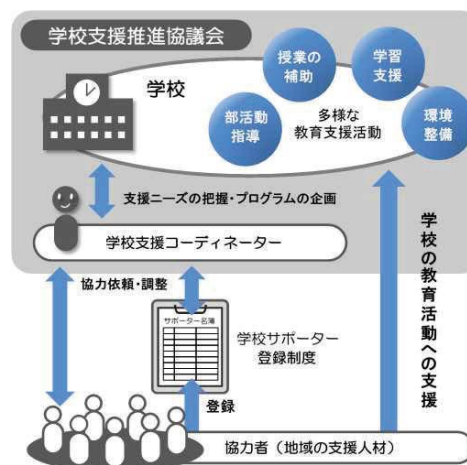 学校支援推進協議会
学校
授業の
補助
学習
支援
部活動
指導
多様な
教育支援活動
環境
整備
支援ニーズの把握・プログラムの企画
学校支援コーディネーター
協力依頼・調整
サポーター名簿
学校サポーター
登録制度
登録
学校の教育活動への支援
協力者（地域の支援人材）